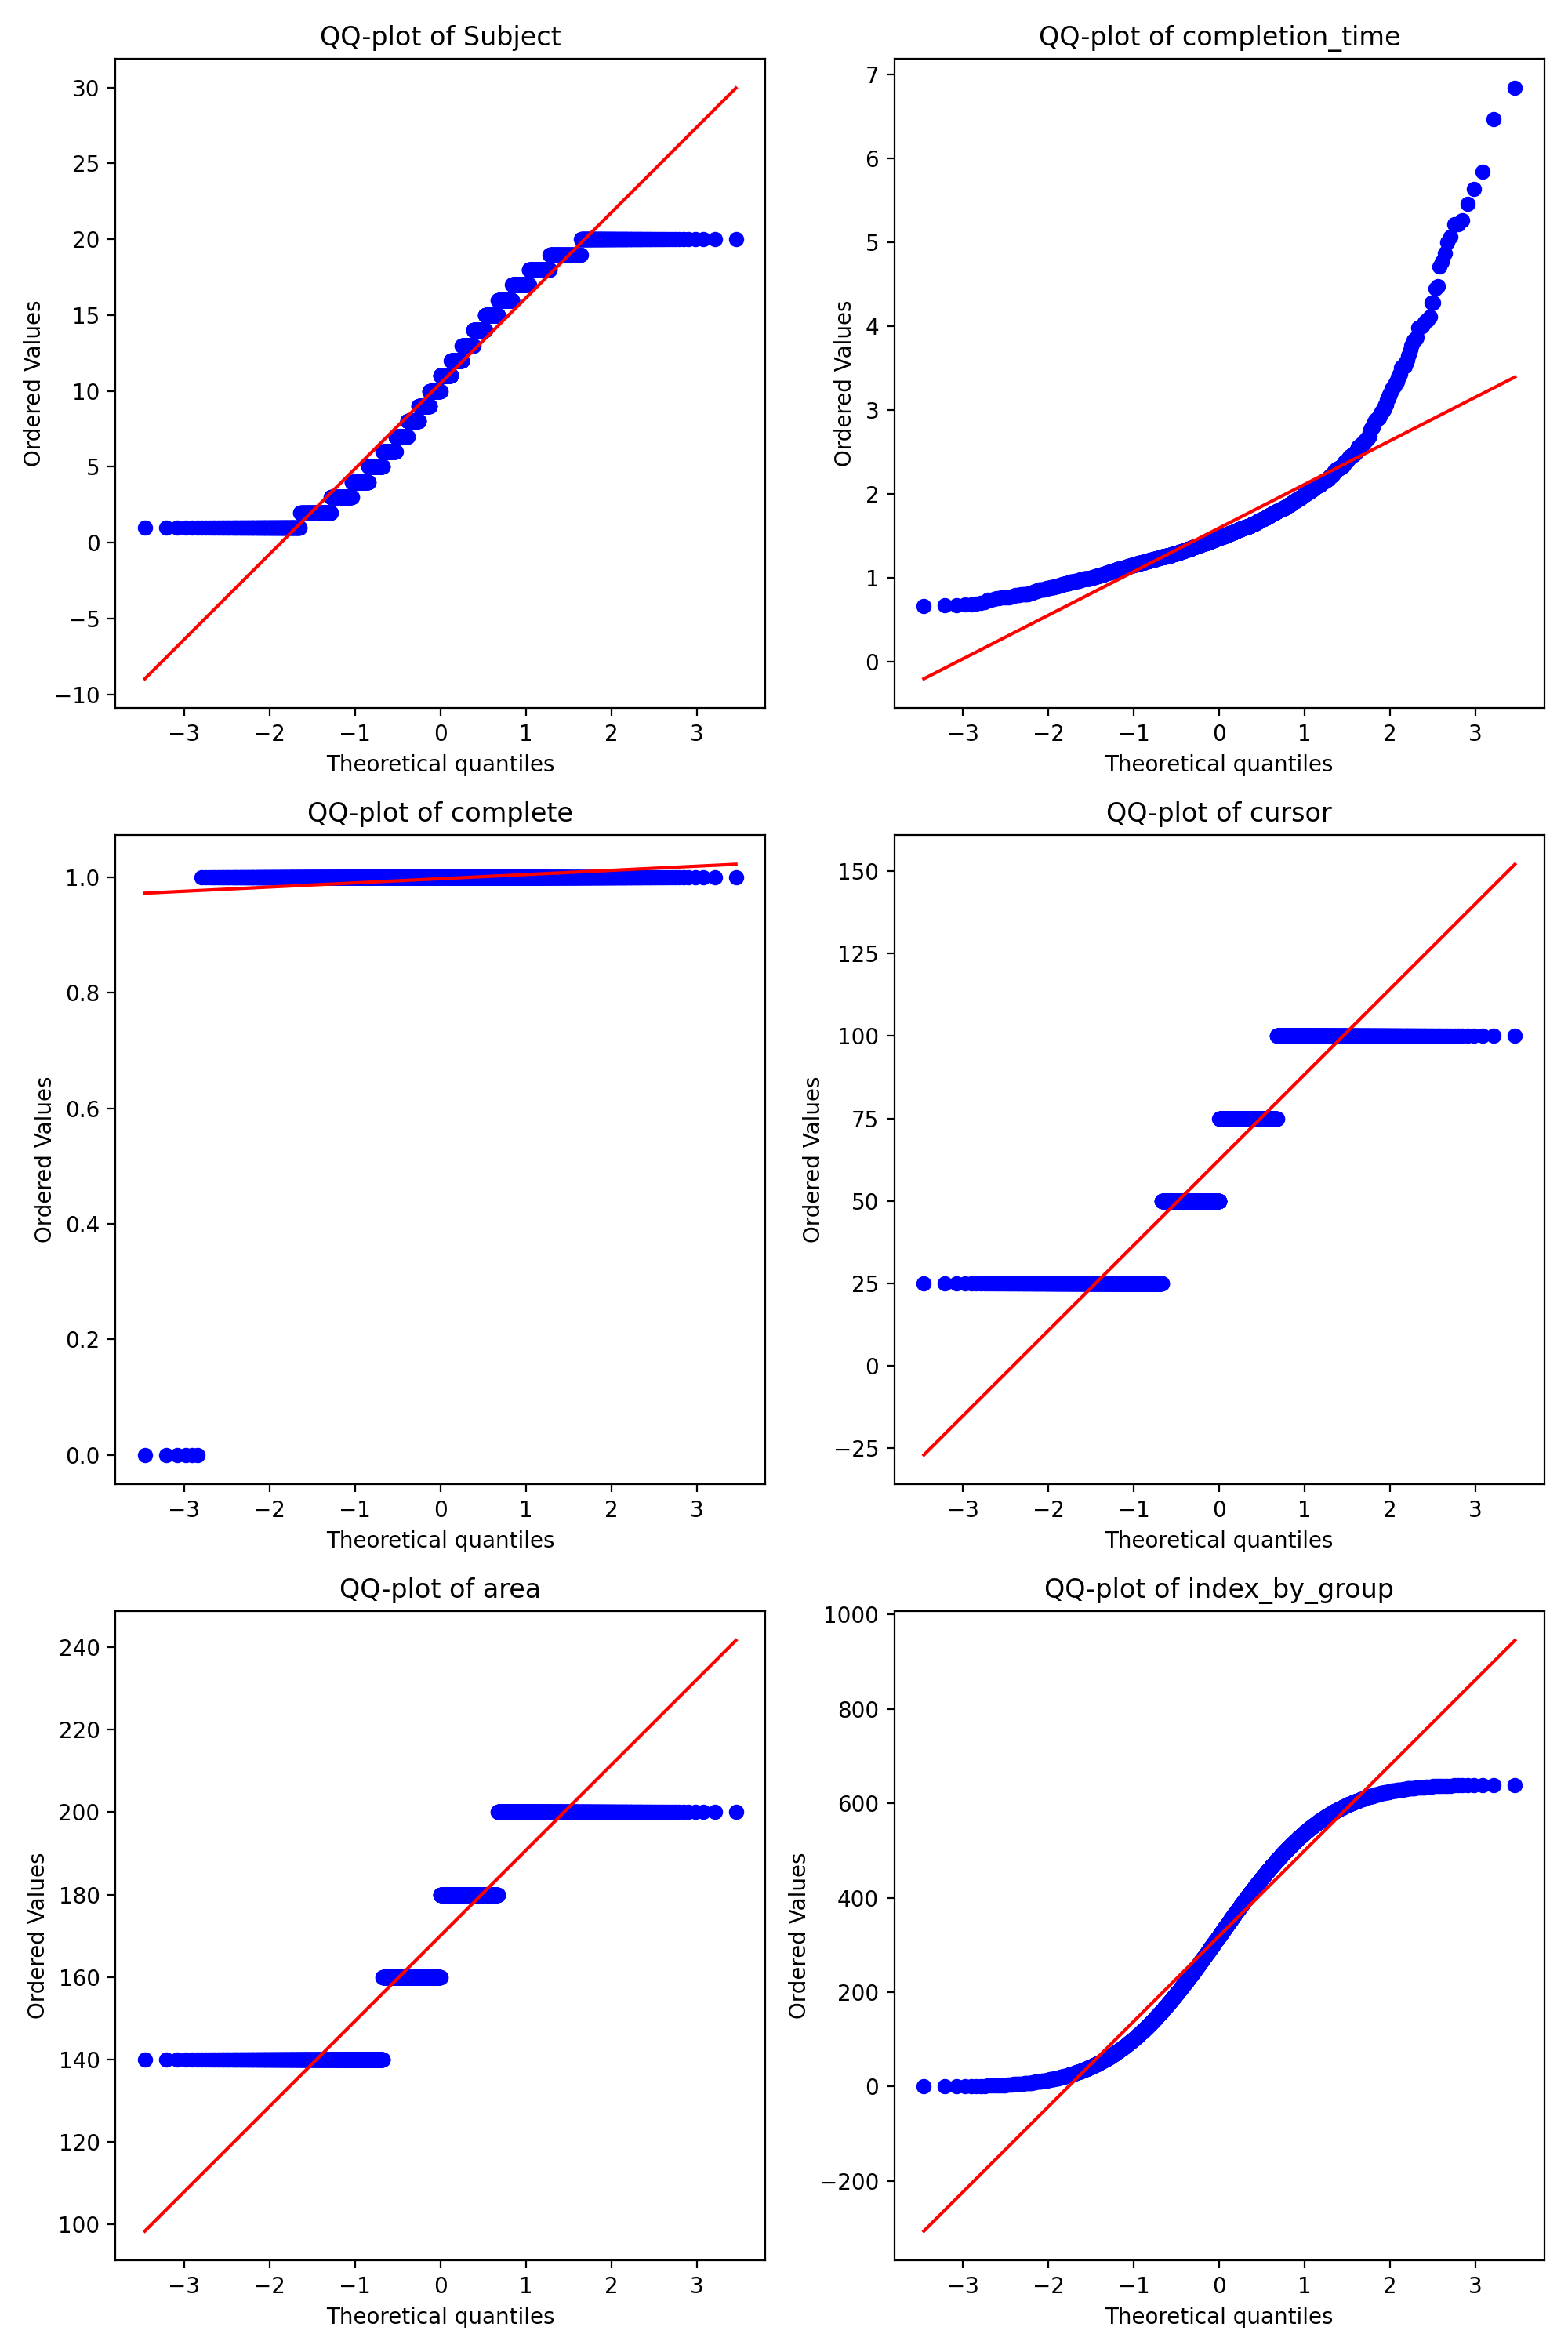 QQ-plot of Subject
30
25
20
15
10
5
0
−5
−10
Ordered Values
−3 −2 −1 0 1 2 3
Theoretical quantiles
QQ-plot of completion_time
7
6
5
4
3
2
1
0
Ordered Values
−3 −2 −1 0 1 2 3
Theoretical quantiles
QQ-plot of complete
1.0
0.8
0.6
0.4
0.2
0.0
Ordered Values
−3 −2 −1 0 1 2 3
Theoretical quantiles
QQ-plot of cursor
150
125
100
75
50
25
0
−25
Ordered Values
−3 −2 −1 0 1 2 3
Theoretical quantiles
QQ-plot of area
240
220
200
180
160
140
120
100
Ordered Values
−3 −2 −1 0 1 2 3
Theoretical quantiles
QQ-plot of index_by_group
1000
800
600
400
200
0
−200
Ordered Values
−3 −2 −1 0 1 2 3
Theoretical quantiles